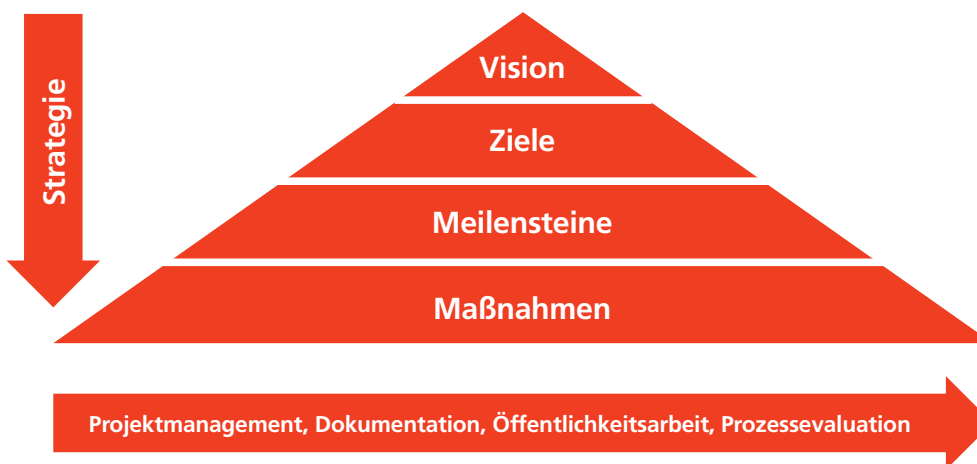 Strategie
Vision
Ziele
Meilensteine
Maßnahmen
Projektmanagement, Dokumentation, Öffentlichkeitsarbeit, Prozessevaluation